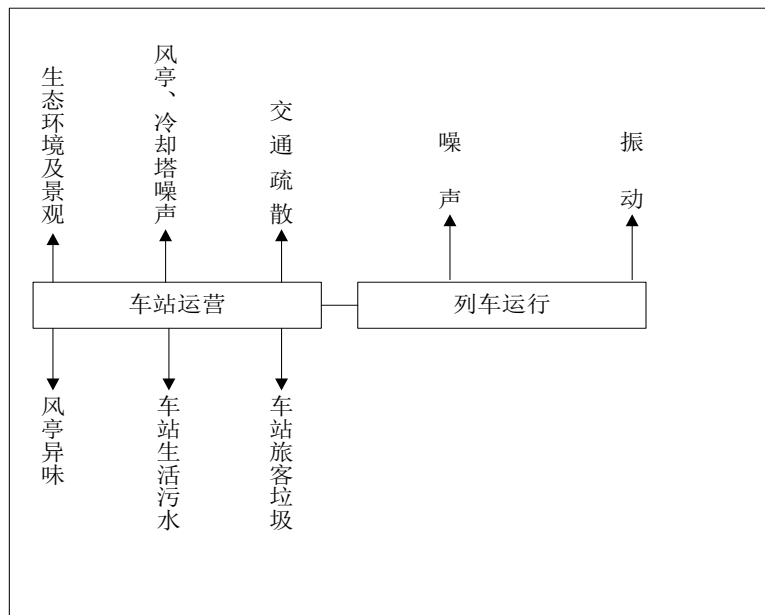 生态环境及景观
风亭、冷却塔噪声
交通疏散
噪声
振动
车站运营
列车运行
风亭异味
车站生活污水
车站旅客垃圾